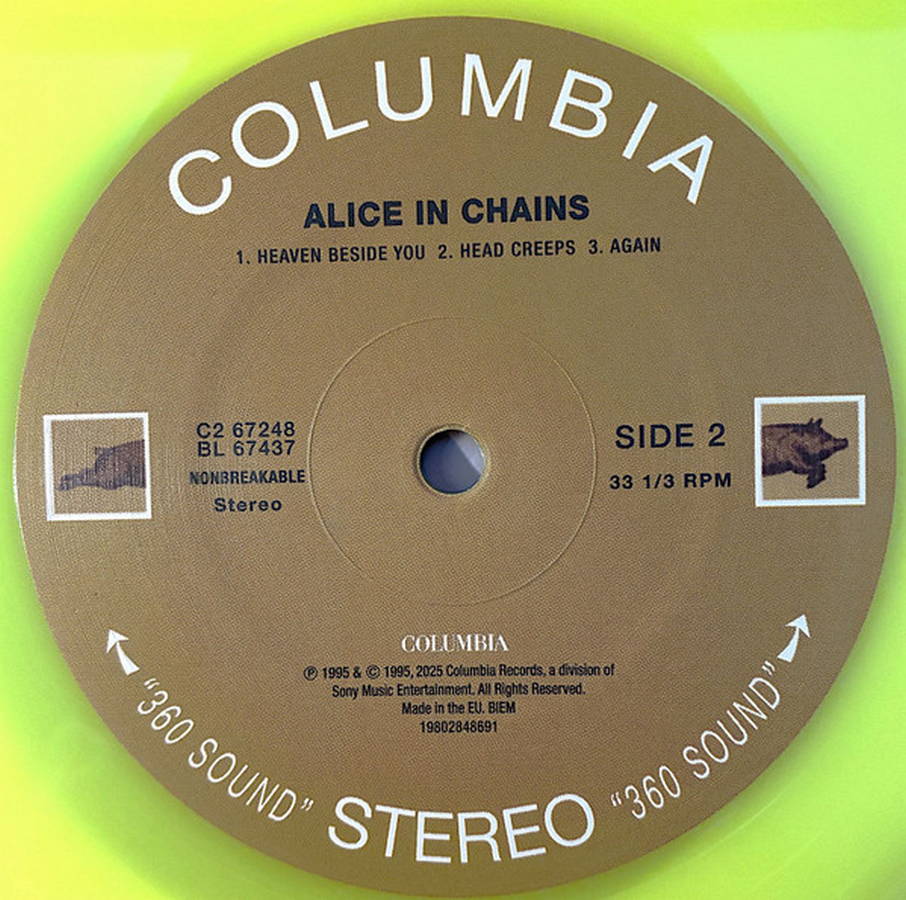 COLUMBIA
ALICE IN CHAINS
1. HEAVEN BESIDE YOU 2. HEAD CREEPS 3. AGAIN
C2 67248
BL 67437
NONBREAKABLE
Stereo
SIDE 2
33 1/3 RPM
COLUMBIA
℗ 1995 & © 1995, 2025 Columbia Records, a division of
Sony Music Entertainment. All Rights Reserved.
Made in the EU. BIEM
19802848691
"360 SOUND" STEREO "360 SOUND"